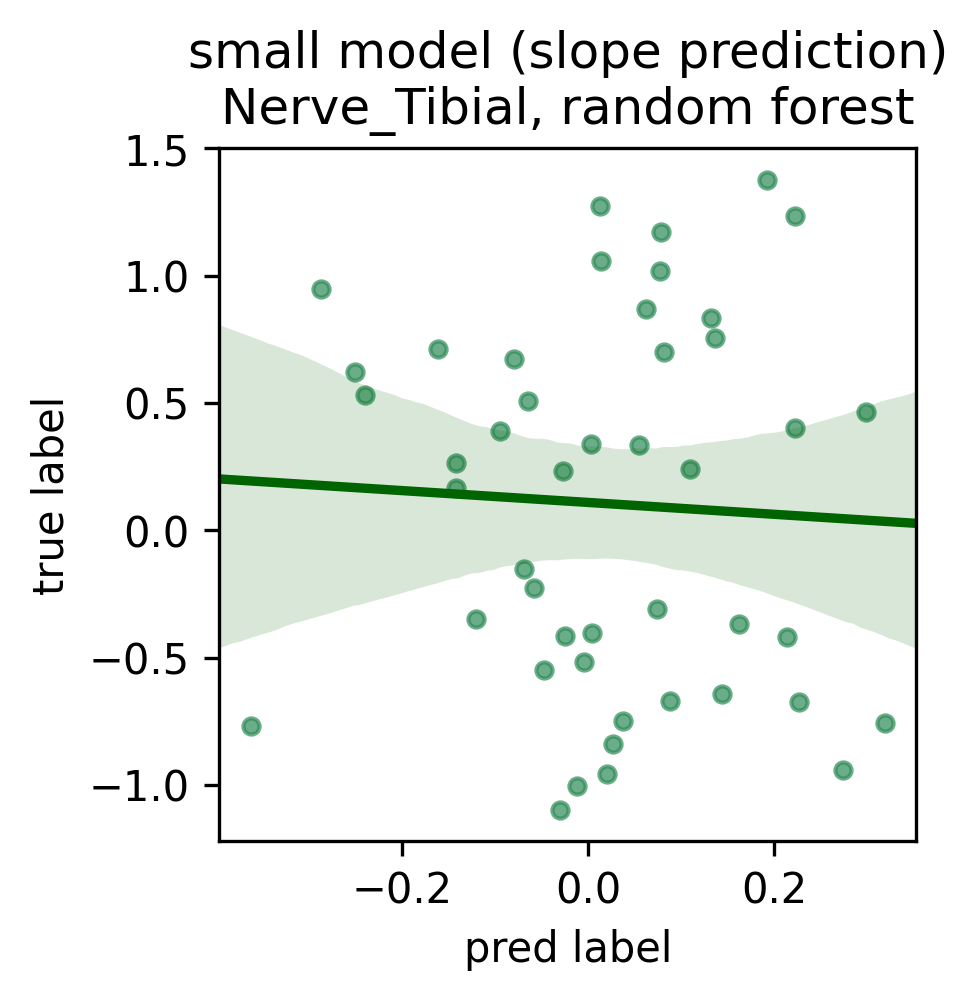 small model (slope prediction)
Nerve_Tibial, random forest
1.5
1.0
0.5
0.0
−0.5
−1.0
true label
−0.2
0.0
0.2
pred label